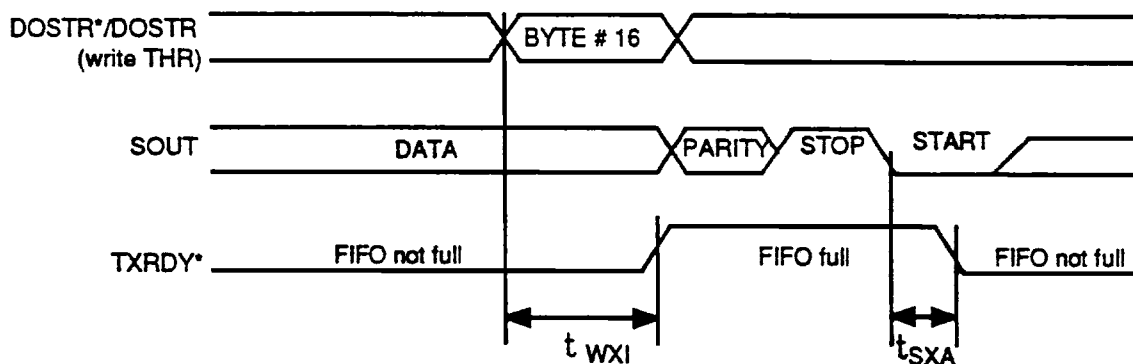 DOSTR*/DOSTR
(write THR)
BYTE # 16
SOUT
DATA
PARITY
STOP
START
TXRDY*
FIFO not full
FIFO full
FIFO not full
t WXI
tSXA